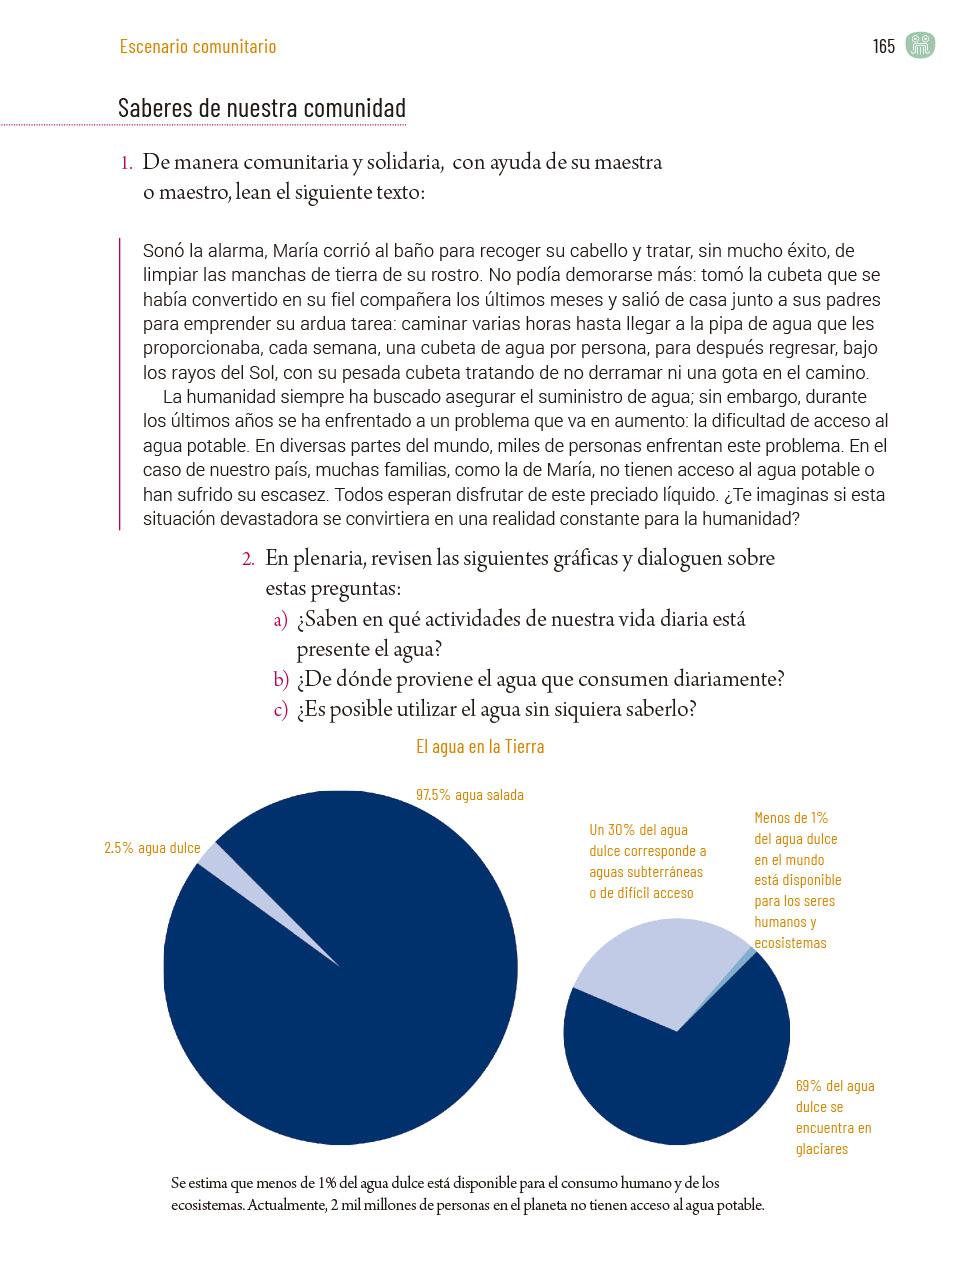 Escenario comunitario
165
Saberes de nuestra comunidad
1. De manera comunitaria y solidaria, con ayuda de su maestra
o maestro, lean el siguiente texto:
Sonó la alarma, María corrió al baño para recoger su cabello y tratar, sin mucho éxito, de
limpiar las manchas de tierra de su rostro. No podía demorarse más: tomó la cubeta que se
había convertido en su fiel compañera los últimos meses y salió de casa junto a sus padres
para emprender su ardua tarea: caminar varias horas hasta llegar a la pipa de agua que les
proporcionaba, cada semana, una cubeta de agua por persona, para después regresar, bajo
los rayos del Sol, con su pesada cubeta tratando de no derramar ni una gota en el camino.
La humanidad siempre ha buscado asegurar el suministro de agua; sin embargo, durante
los últimos años se ha enfrentado a un problema que va en aumento: la dificultad de acceso al
agua potable. En diversas partes del mundo, miles de personas enfrentan este problema. En el
caso de nuestro país, muchas familias, como la de María, no tienen acceso al agua potable o
han sufrido su escasez. Todos esperan disfrutar de este preciado líquido. ¿Te imaginas si esta
situación devastadora se convirtiera en una realidad constante para la humanidad?
2. En plenaria, revisen las siguientes gráficas y dialoguen sobre
estas preguntas:
a) ¿Saben en qué actividades de nuestra vida diaria está
presente el agua?
b) ¿De dónde proviene el agua que consumen diariamente?
c) ¿Es posible utilizar el agua sin siquiera saberlo?
El agua en la Tierra
97.5% agua salada
2.5% agua dulce
Un 30% del agua
dulce corresponde a
aguas subterráneas
o de difícil acceso
Menos de 1%
del agua dulce
en el mundo
está disponible
para los seres
humanos y
ecosistemas
69% del agua
dulce se
encuentra en
glaciares
Se estima que menos de 1% del agua dulce está disponible para el consumo humano y de los
ecosistemas. Actualmente, 2 mil millones de personas en el planeta no tienen acceso al agua potable.